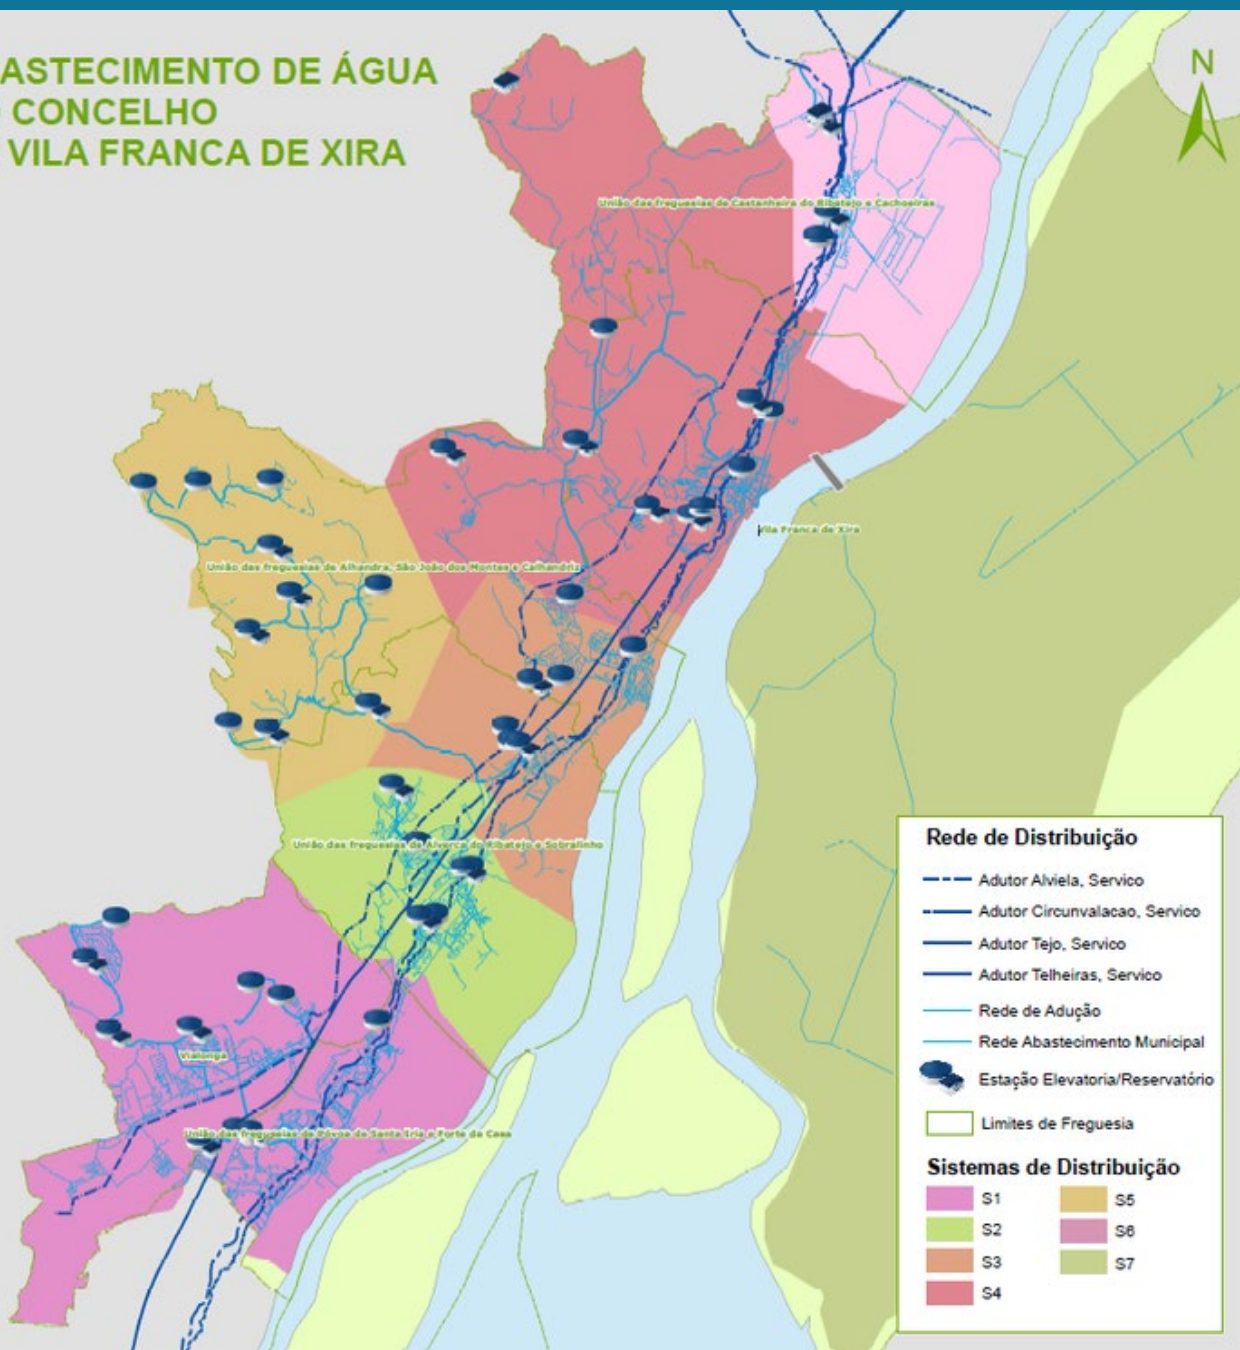 ASTECIMENTO DE ÁGUA
CONCELHO
VILA FRANCA DE XIRA
N
União das freguesias de Castanheira do Ribatejo e Cachoeiras
Vila Franca de Xira
União das freguesias de Alhandra, São João dos Montes e Calhandriz
União das freguesias de Alverca do Ribatejo e Sobralinho
Vialonga
União das freguesias de Póvoa de Santa Iria e Forte da Casa
Rede de Distribuição
Adutor Alviela, Servico
Adutor Circunvalacao, Servico
Adutor Tejo, Servico
Adutor Telheiras, Servico
Rede de Adução
Rede Abastecimento Municipal
Estação Elevatoria/Reservatório
Limites de Freguesia
Sistemas de Distribuição
S1
S2
S3
S4
S5
S6
S7